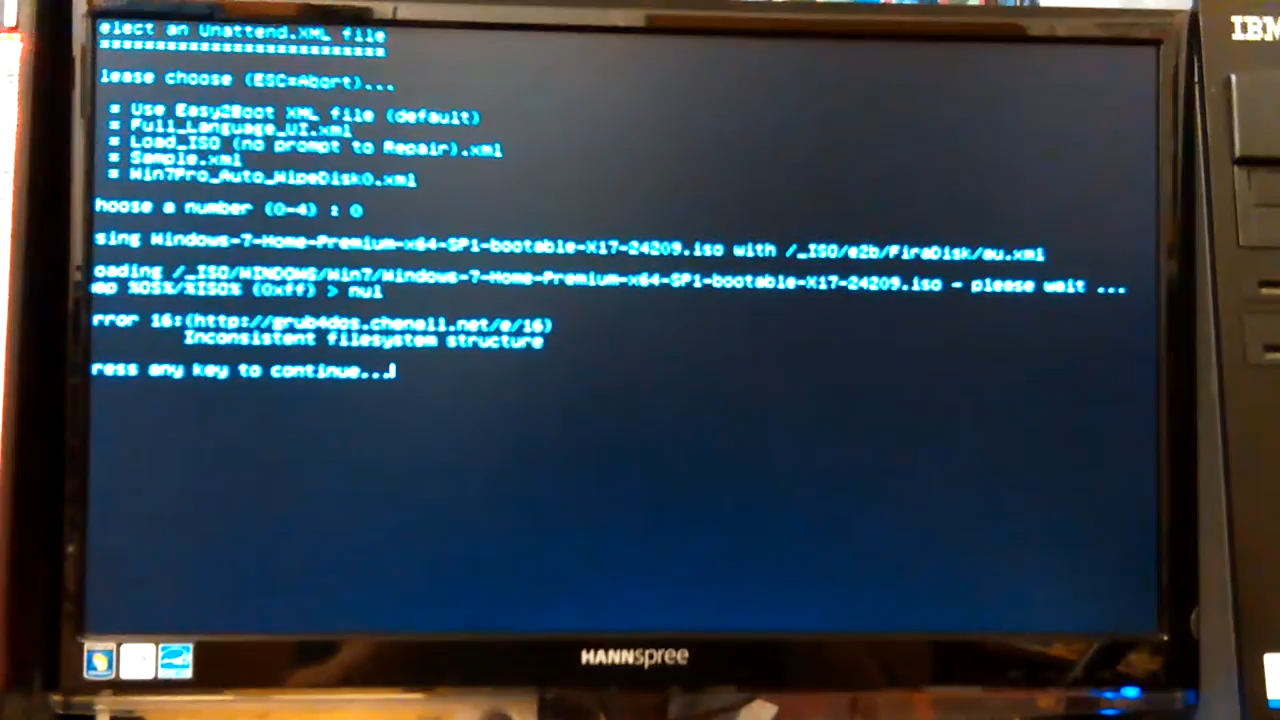 elect an Unattend.XML file
==========================
lease choose (ESC=Abort)...
= Use Easy2Boot XML file (default)
= Full_Language_UI.xml
= Load_ISO (no prompt to Repair).xml
= Sample.xml
= Win7Pro_Auto_WipeDisk0.xml
hoose a number (0-4) : 0
sing Windows-7-Home-Premium-x64-SP1-bootable-X17-24209.iso with /_ISO/e2b/FiraDisk/au.xml
oading /_ISO/WINDOWS/Win7/Windows-7-Home-Premium-x64-SP1-bootable-X17-24209.iso - please wait ...
ap %OS%/%ISO% (0xff) > nul
rror 16:(http://grub4dos.chenall.net/e/16)
Inconsistent filesystem structure
ress any key to continue...
HANNspree
IBM